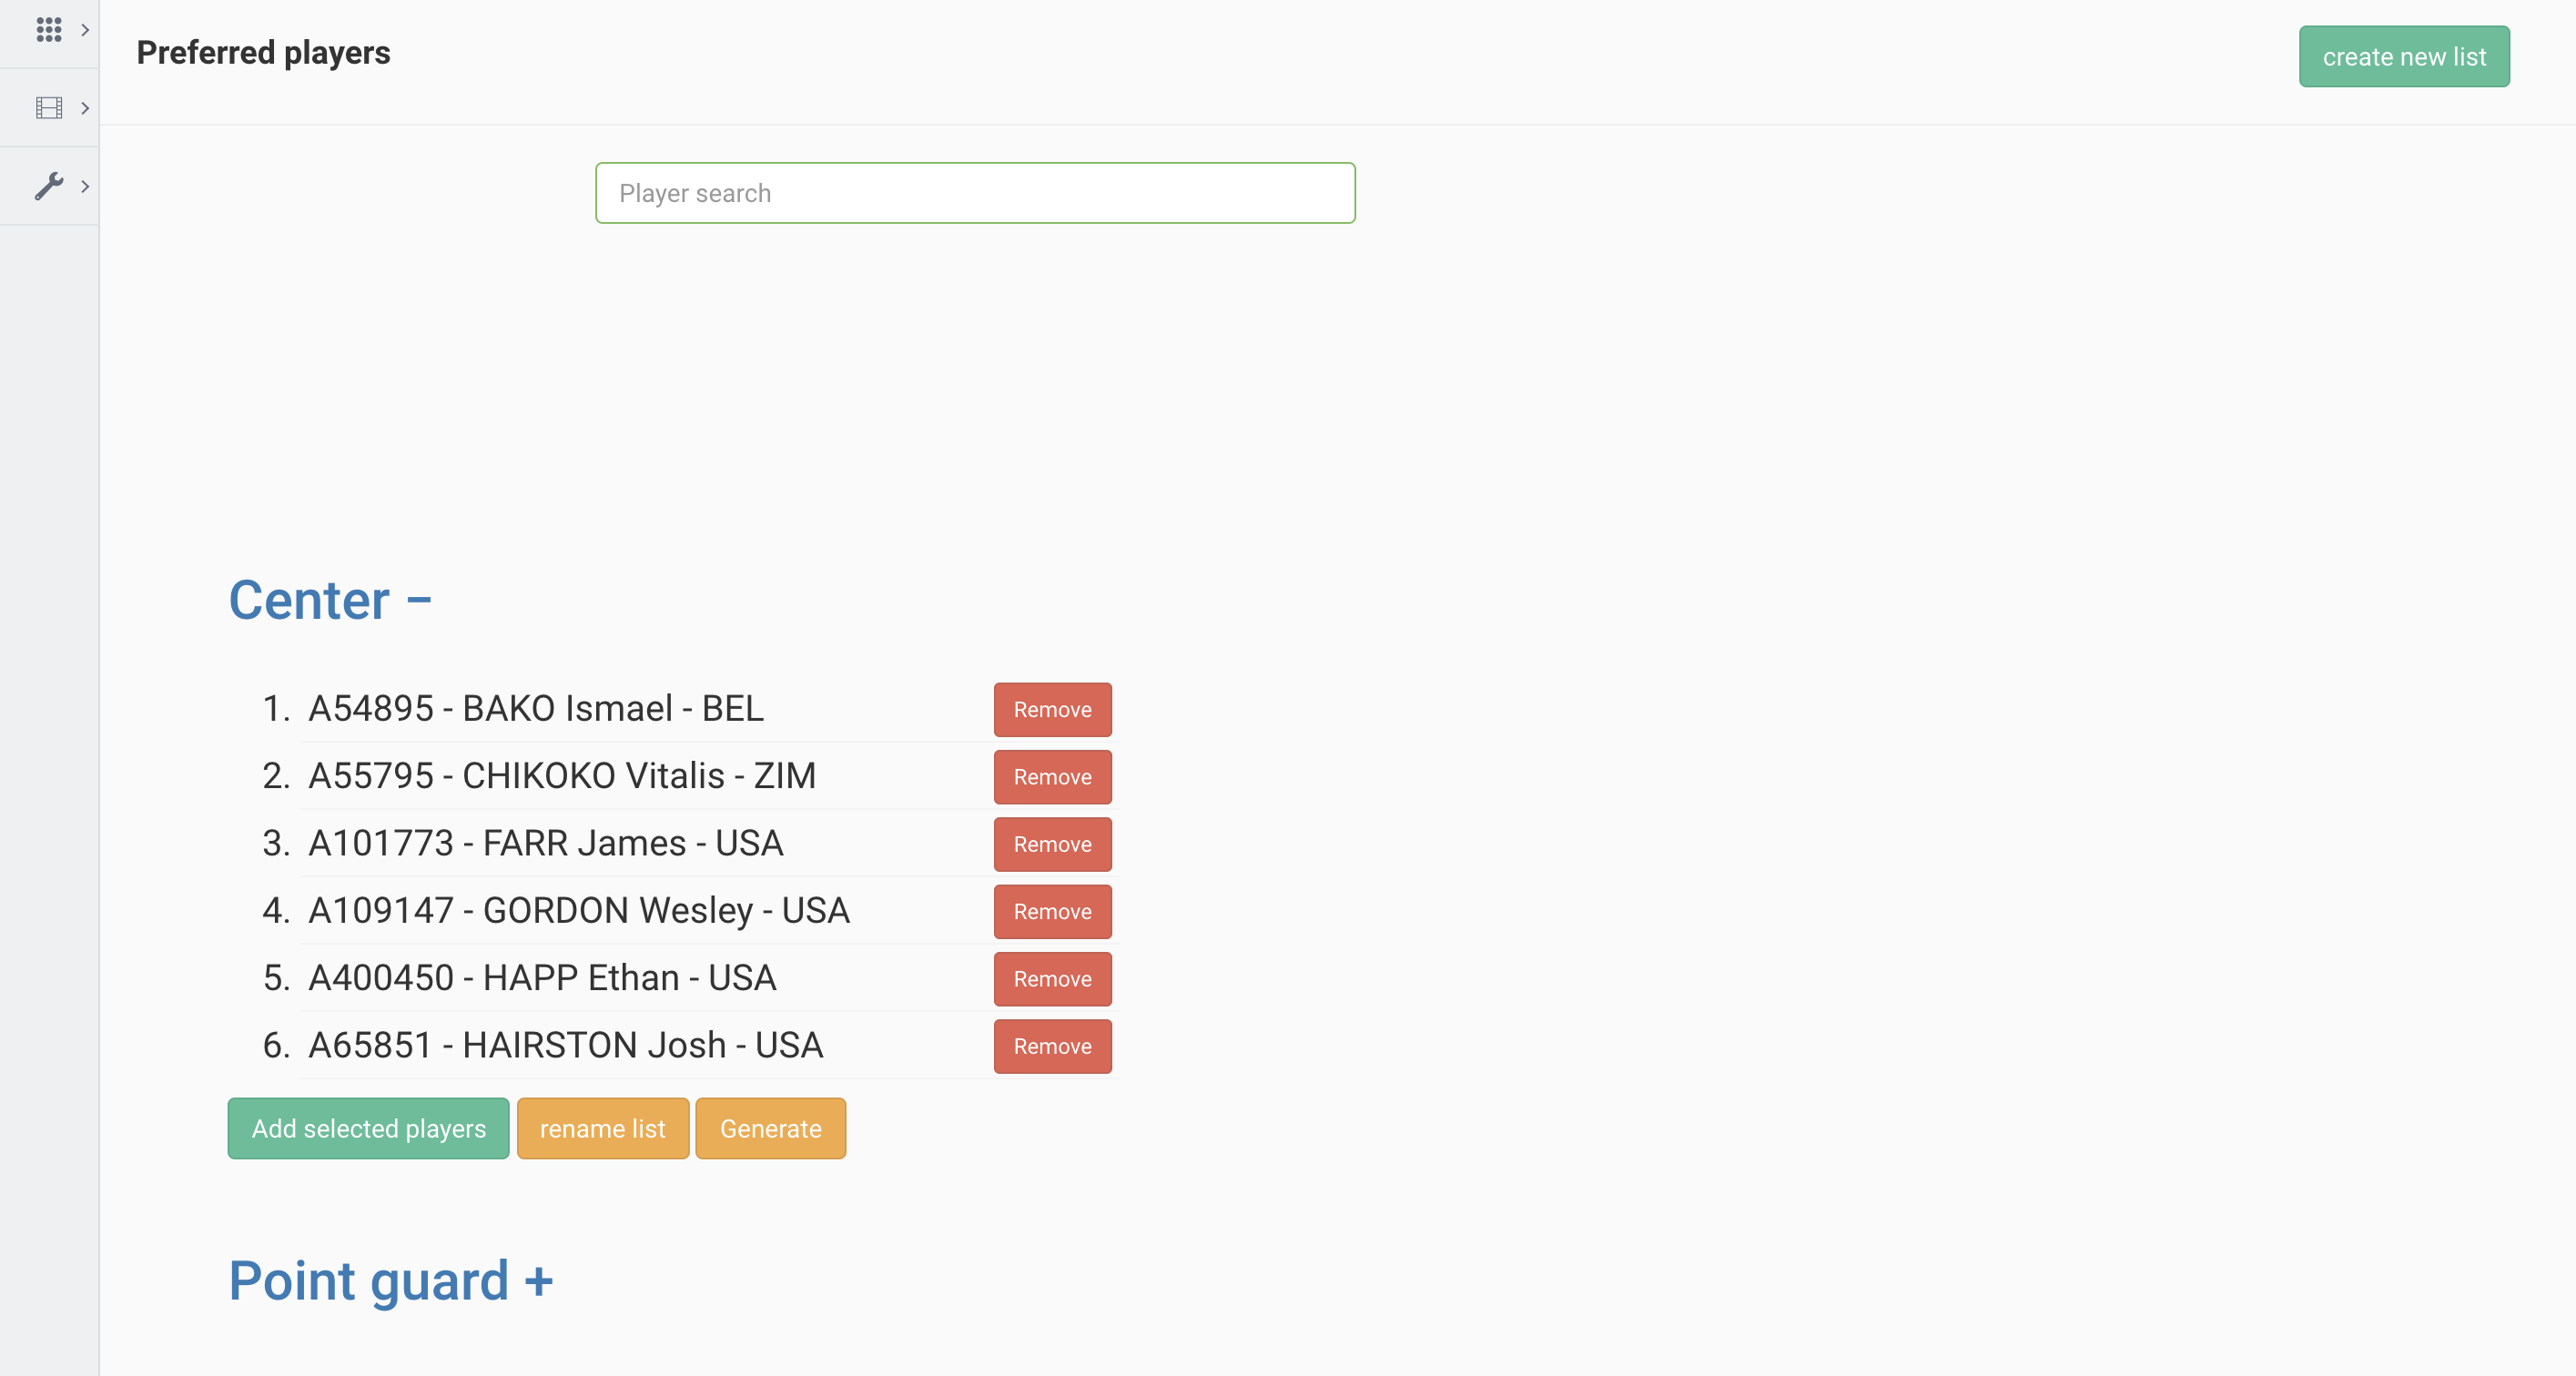 Preferred players
create new list
Player search
Center −
1. A54895 - BAKO Ismael - BEL Remove
2. A55795 - CHIKOKO Vitalis - ZIM Remove
3. A101773 - FARR James - USA Remove
4. A109147 - GORDON Wesley - USA Remove
5. A400450 - HAPP Ethan - USA Remove
6. A65851 - HAIRSTON Josh - USA Remove
Add selected players rename list Generate
Point guard +